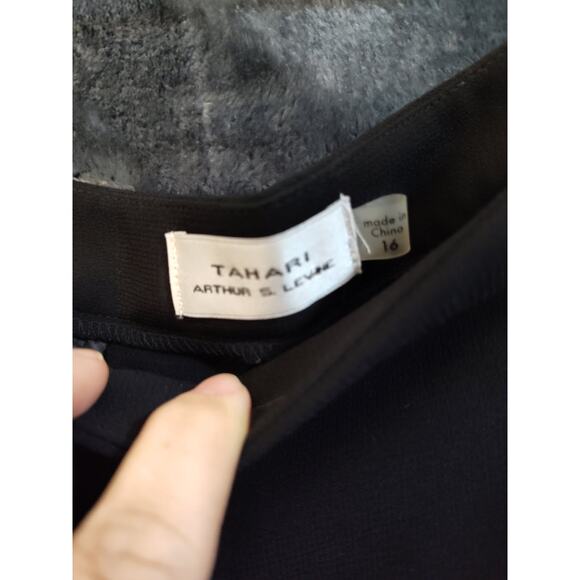 TAHARI
ARTHUR S. LEVINE
made in
China
16